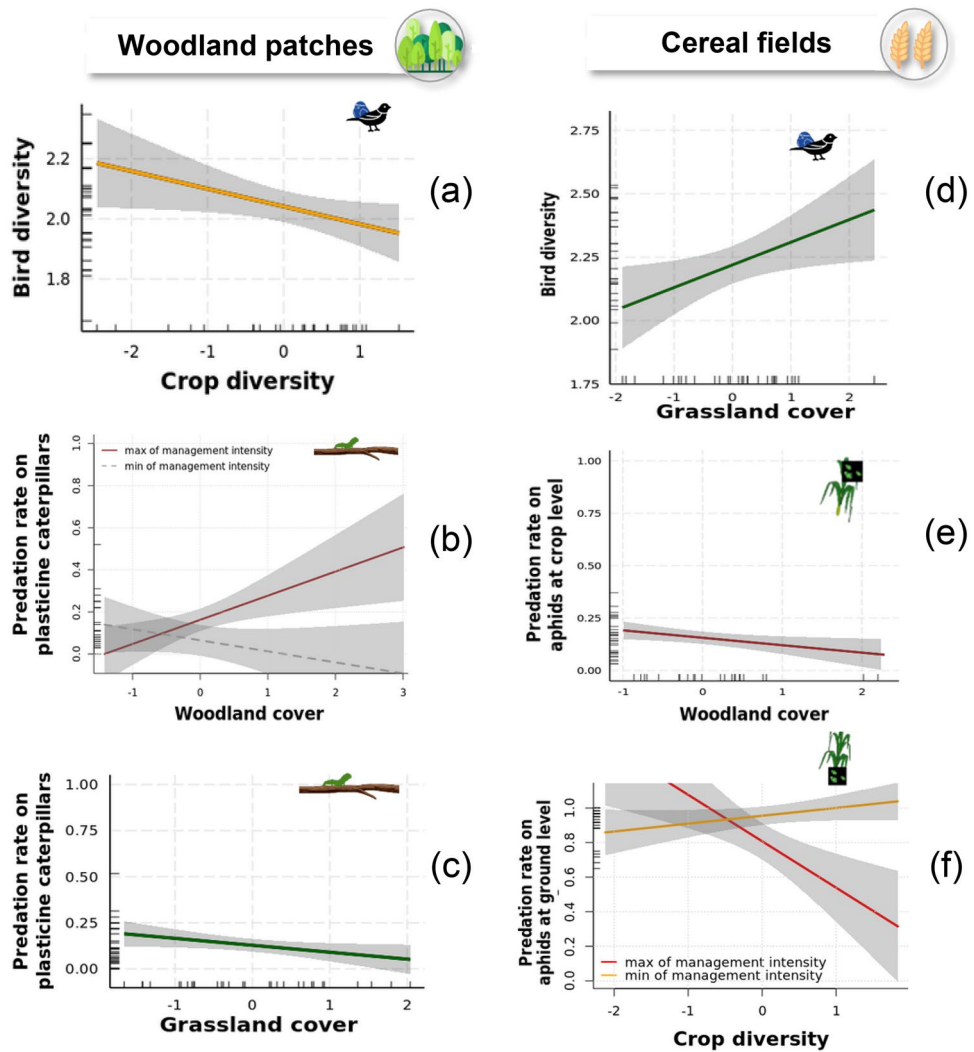 Woodland patches
Cereal fields
Bird diversity
2.2
2.0
1.8
-2
-1
0
1
Crop diversity
(a)
Bird diversity
2.75
2.50
2.25
2.00
1.75
-2
-1
0
1
2
Grassland cover
(d)
Predation rate on
plasticine caterpillars
1.0
0.8
0.6
0.4
0.2
0.0
max of management intensity
min of management intensity
-1
0
1
2
3
Woodland cover
(b)
Predation rate on
aphids at crop level
1.00
0.75
0.50
0.25
0.00
-1
0
1
2
Woodland cover
(e)
Predation rate on
plasticine caterpillars
1.00
0.75
0.50
0.25
0.00
-1
0
1
2
Grassland cover
(c)
Predation rate on
aphids at ground level
1.0
0.8
0.6
0.4
0.2
0.0
max of management intensity
min of management intensity
-2
-1
0
1
Crop diversity
(f)